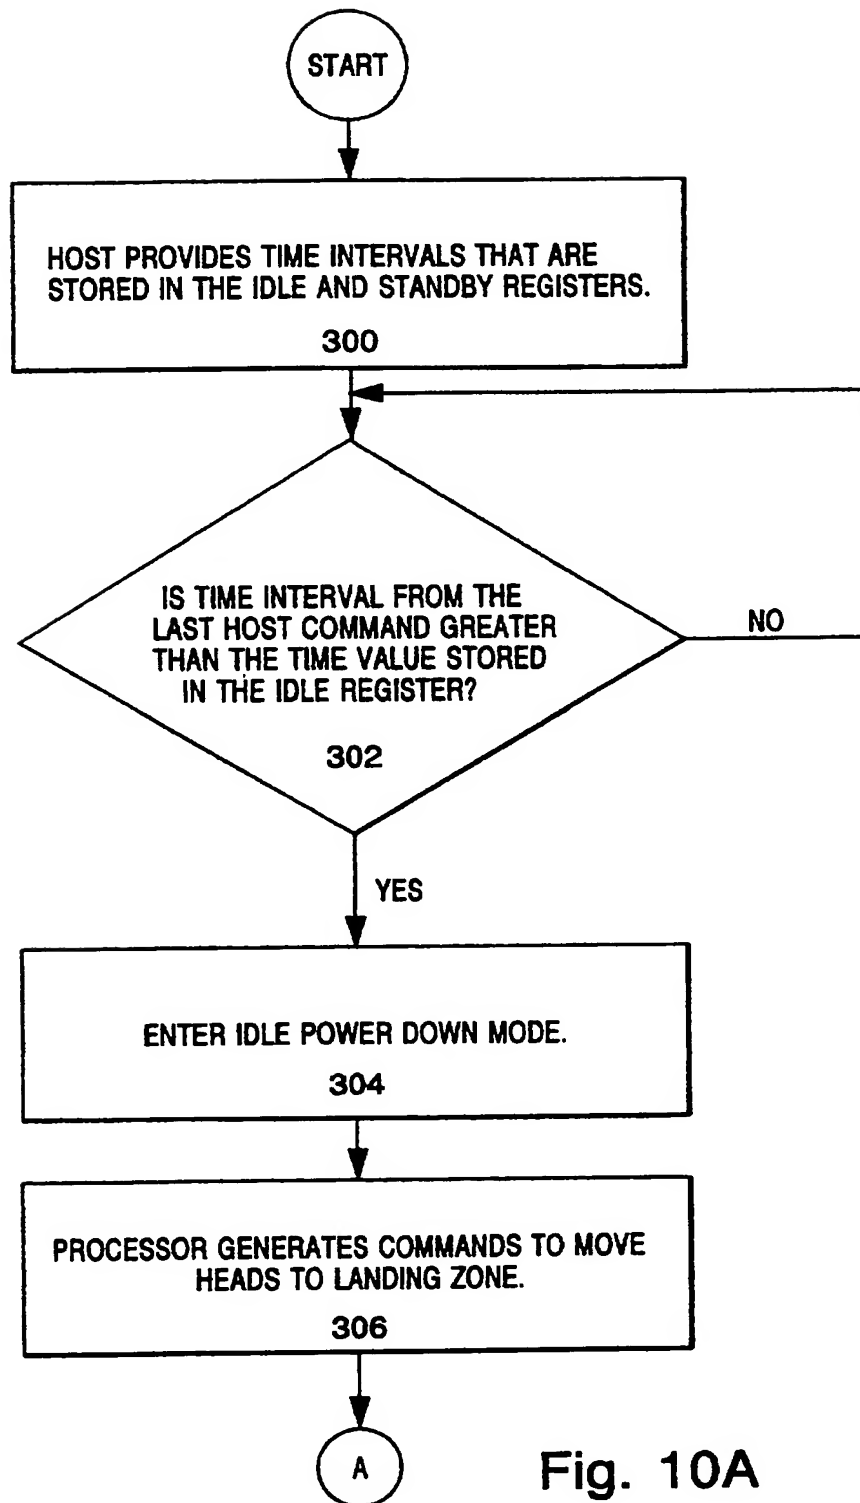 START
HOST PROVIDES TIME INTERVALS THAT ARE
STORED IN THE IDLE AND STANDBY REGISTERS.
300
IS TIME INTERVAL FROM THE
LAST HOST COMMAND GREATER
THAN THE TIME VALUE STORED
IN THE IDLE REGISTER?
302
NO
YES
ENTER IDLE POWER DOWN MODE.
304
PROCESSOR GENERATES COMMANDS TO MOVE
HEADS TO LANDING ZONE.
306
A
Fig. 10A